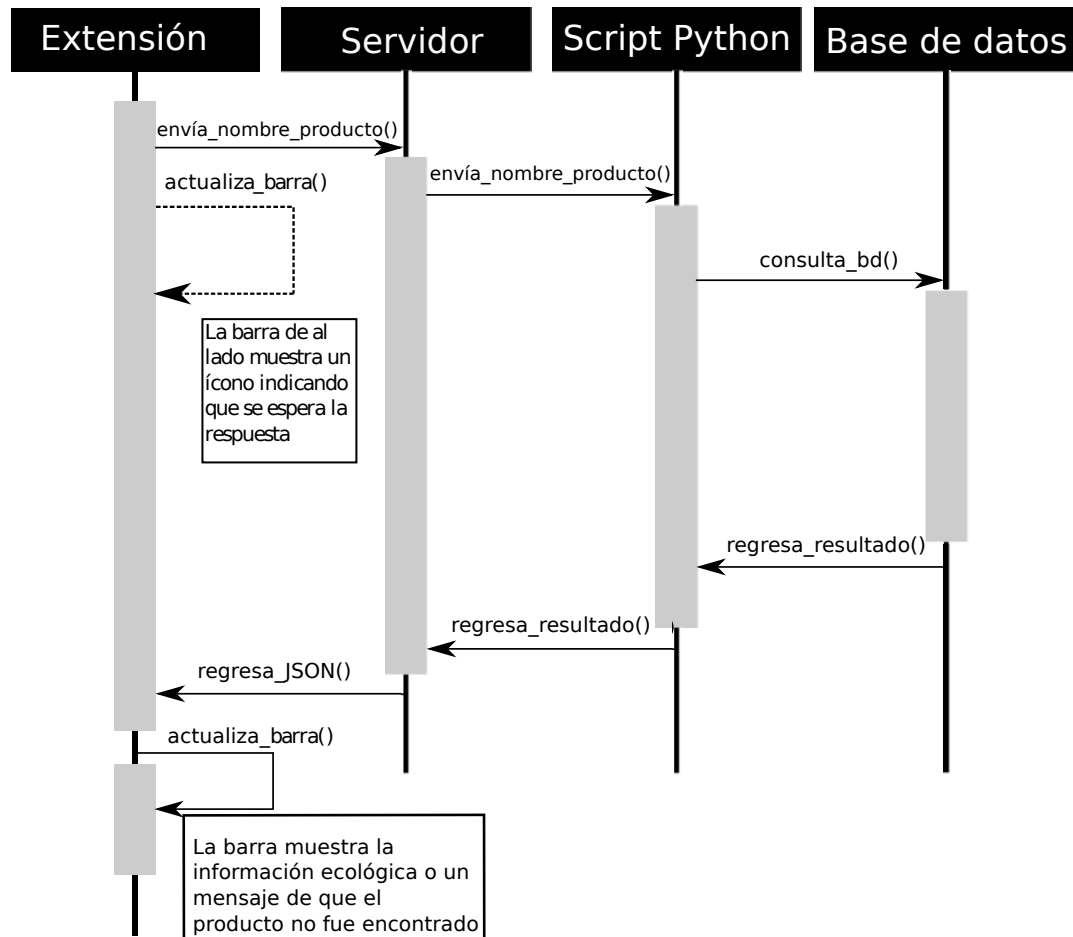 Extensión
Servidor
Script Python
Base de datos
envía_nombre_producto()
envía_nombre_producto()
actualiza_barra()
consulta_bd()
La barra de al
lado muestra un
ícono indicando
que se espera la
respuesta
regresa_resultado()
regresa_resultado()
regresa_JSON()
actualiza_barra()
La barra muestra la
información ecológica o un
mensaje de que el
producto no fue encontrado